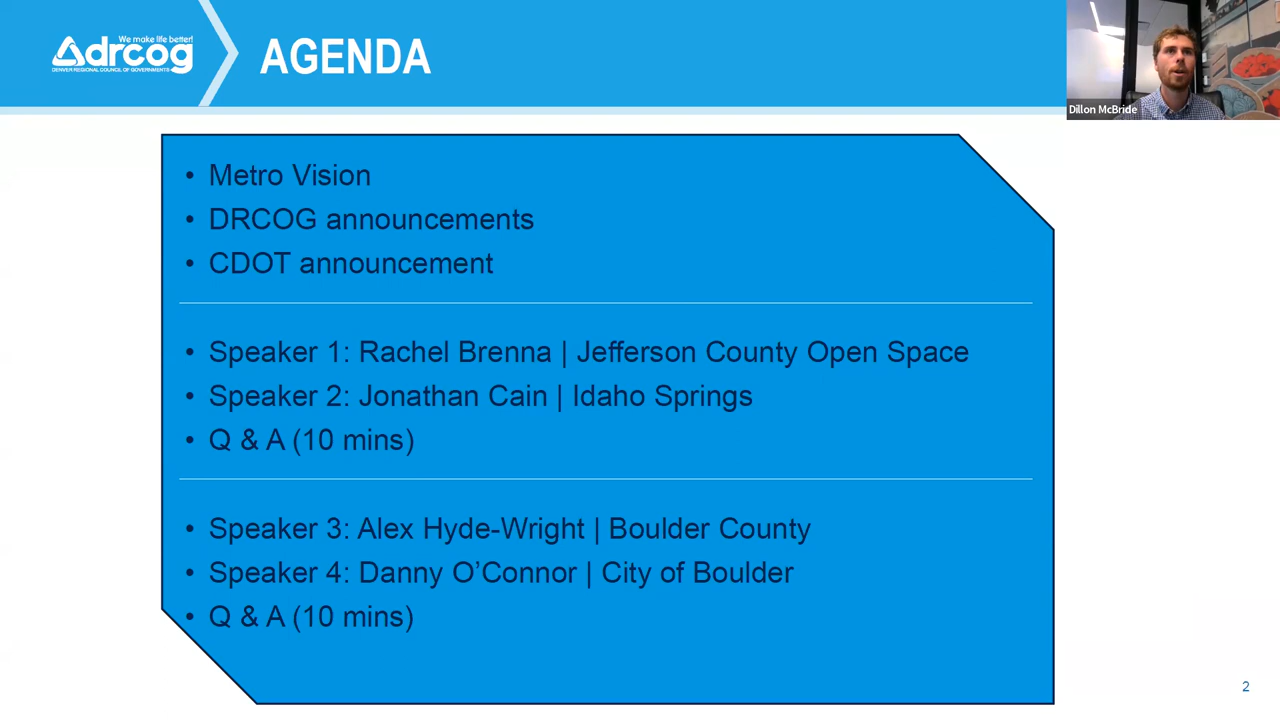 We make life better!
drcog
DENVER REGIONAL COUNCIL OF GOVERNMENTS
AGENDA
Dillon McBride
• Metro Vision
• DRCOG announcements
• CDOT announcement
• Speaker 1: Rachel Brenna | Jefferson County Open Space
• Speaker 2: Jonathan Cain | Idaho Springs
• Q & A (10 mins)
• Speaker 3: Alex Hyde-Wright | Boulder County
• Speaker 4: Danny O’Connor | City of Boulder
• Q & A (10 mins)
2